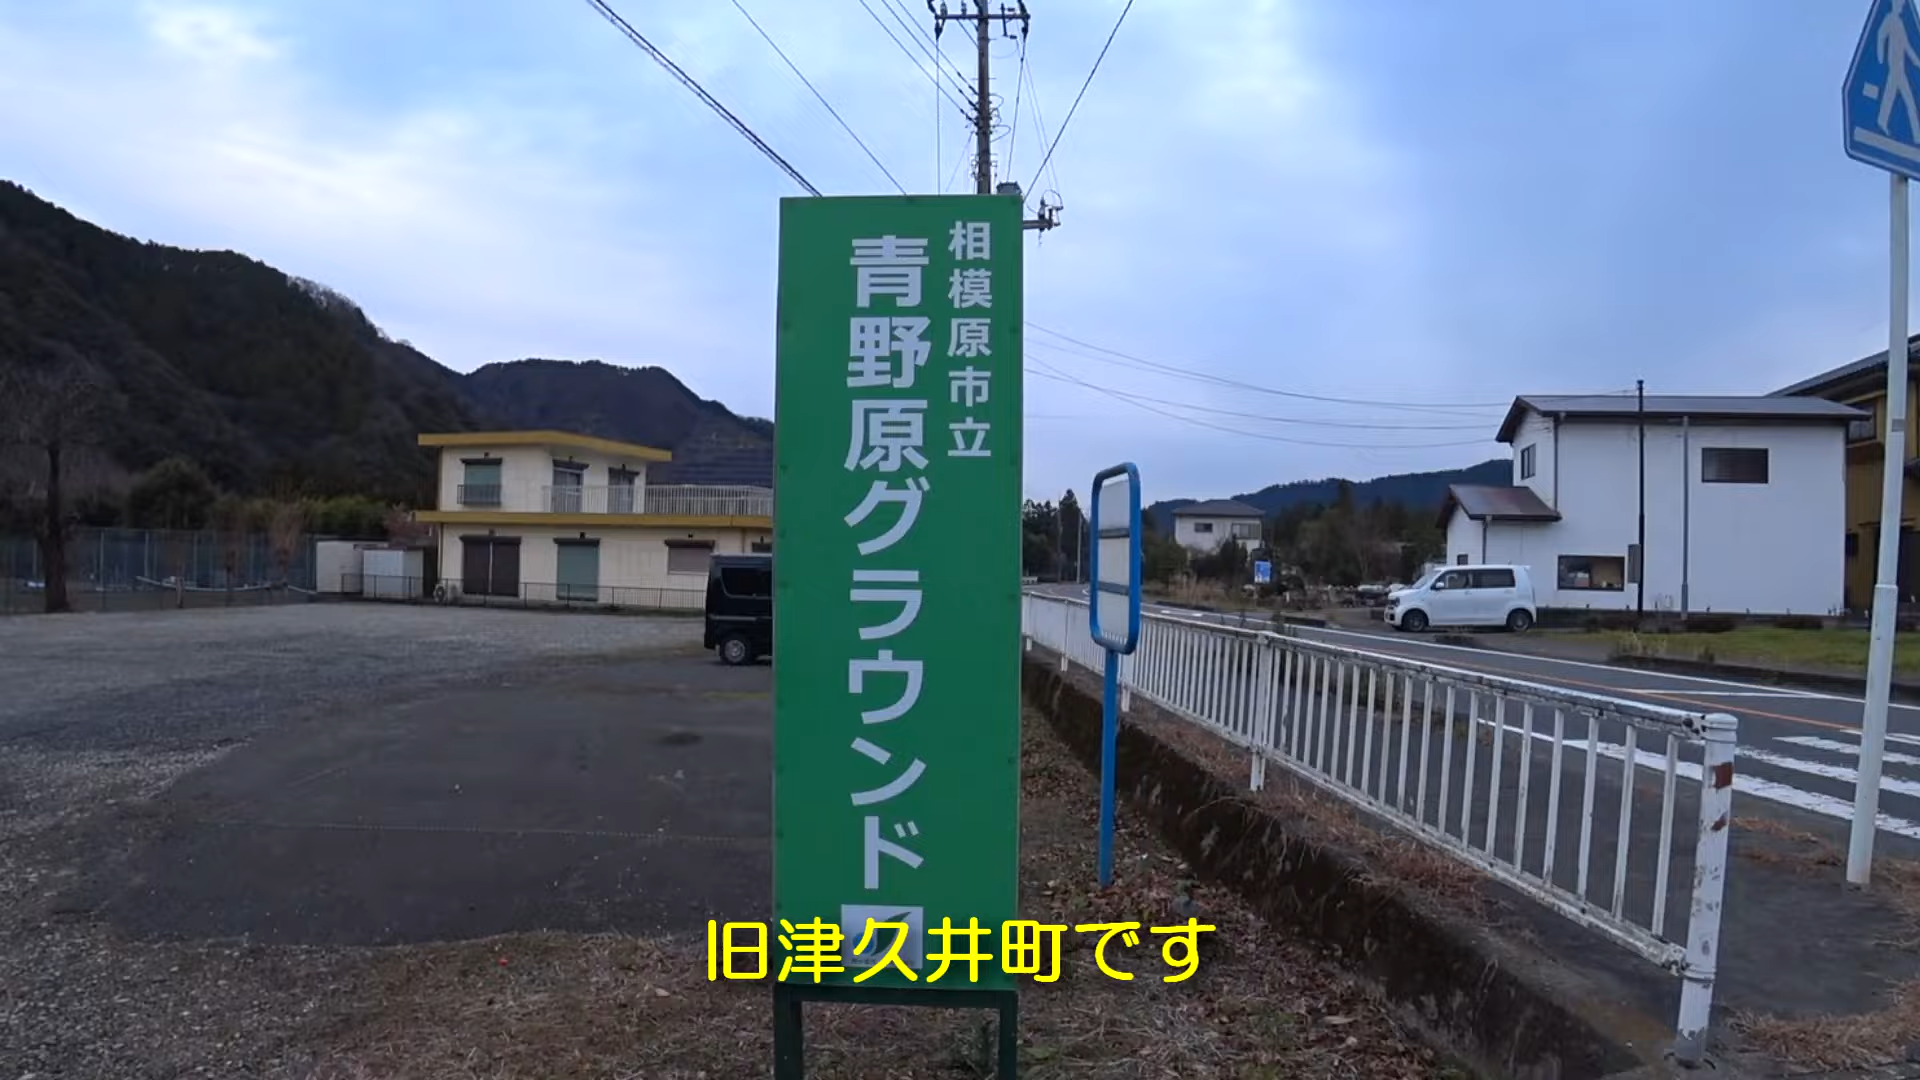 相模原市立
青野原グラウンド
旧津久井町です